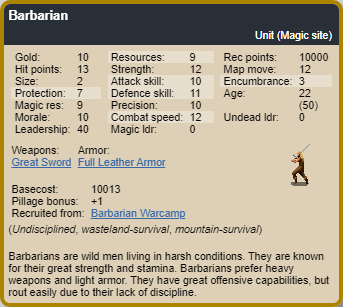 Barbarian
Unit (Magic site)
Gold: 10 Resources: 9 Rec points: 10000
Hit points: 13 Strength: 12 Map move: 12
Size: 2 Attack skill: 10 Encumbrance: 3
Protection: 7 Defence skill: 11 Age: 22
Magic res: 9 Precision: 10 (50)
Morale: 10 Combat speed: 12 Undead ldr: 0
Leadership: 40 Magic ldr: 0
Weapons: Armor:
Great Sword Full Leather Armor
Basecost: 10013
Pillage bonus: +1
Recruited from: Barbarian Warcamp
(Undisciplined, wasteland-survival, mountain-survival)
Barbarians are wild men living in harsh conditions. They are known
for their great strength and stamina. Barbarians prefer heavy
weapons and light armor. They have great offensive capabilities, but
rout easily due to their lack of discipline.